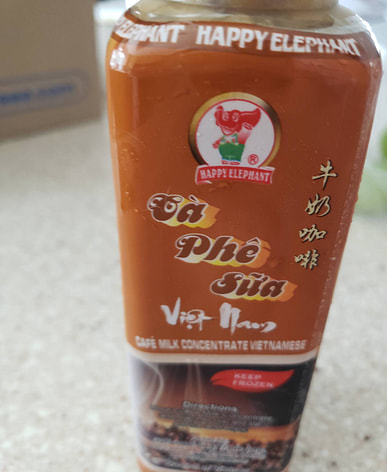 ELEPHANT HAPPY ELEPHANT
HAPPY ELEPHANT
®
牛奶咖啡
Cà
Phê
Sữa
Việt Nam
CAFÉ MILK CONCENTRATE VIETNAMESE
KEEP
FROZEN
Directions